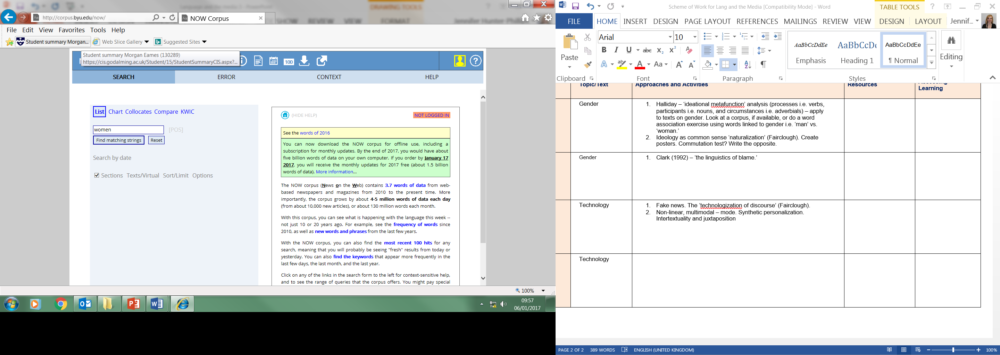 Language and the media 2 - PowerPoint
DRAWING TOOLS
http://corpus.byu.edu/now/
NOW Corpus
REVIEW VIEW FORMAT
File Edit View Favorites Tools Help
Student summary Morgan... Web Slice Gallery Suggested Sites
Student summary Morgan Eames (130289)
https://cis.godalming.ac.uk/Student/15/StudentSummaryCIS.aspx?...
100
SEARCH ERROR CONTEXT HELP
List Chart Collocates Compare KWIC
women [POS]
Find matching strings Reset
Search by date
Sections Texts/Virtual Sort/Limit Options
(HIDE HELP) NOT LOGGED IN
See the words of 2016
You can now download the NOW corpus for offline use, including a
subscription for monthly updates. By the end of 2017, you would have about
five billion words of data on your own computer. If you order by January 17
2017, you will receive the monthly updates for 2017 free (about 1.5 billion
words of data). More information...
The NOW corpus (News on the Web) contains 3.7 words of data from web-
based newspapers and magazines from 2010 to the present time. More
importantly, the corpus grows by about 4-5 million words of data each day
(from about 10,000 new articles), or about 130 million words each month.
With this corpus, you can see what is happening with the language this week --
not just 10 or 20 years ago. For example, see the frequency of words since
2010, as well as new words and phrases from the last few years.
With the NOW corpus, you can also find the most recent 100 hits for any
search, meaning that you will probably be seeing "fresh" results from today or
yesterday. You can also find the keywords that appear more frequently in the
last few days, the last month, and the last year.
Click on any of the links in the search form to the left for context-sensitive help,
and to see the range of queries that the corpus offers. You might pay special
100%
09:57
06/01/2017
Scheme of Work for Lang and the Media [Compatibility Mode] - Word
TABLE TOOLS
FILE HOME INSERT DESIGN PAGE LAYOUT REFERENCES MAILINGS REVIEW VIEW DESIGN LAYOUT Jennif...
Arial 10
Paste
AaBbCcDdEe AaBbCcDc AaBbCcDdEe
Emphasis Heading 1 ¶ Normal
Editing
Clipboard Font Paragraph Styles
Topic/Text Approaches and Activities Resources Assessing
Learning
Gender
1. Halliday – ‘ideational metafunction’ analysis (processes i.e. verbs,
participants i.e. nouns, and circumstances i.e. adverbials) – apply
to texts on gender. Look at a corpus, if available, or do a word
association exercise using words linked to gender i.e. ‘man’ vs.
‘woman.’
2. Ideology as common sense ‘naturalization’ (Fairclough). Create
posters. Commutation test? Write the opposite.
Gender
1. Clark (1992) – ‘the linguistics of blame.’
Technology
1. Fake news. The ‘technologization of discourse’ (Fairclough).
2. Non-linear, multimodal – mode. Synthetic personalization.
Intertextuality and juxtaposition
Technology
PAGE 2 OF 2 389 WORDS ENGLISH (UNITED KINGDOM) 100%